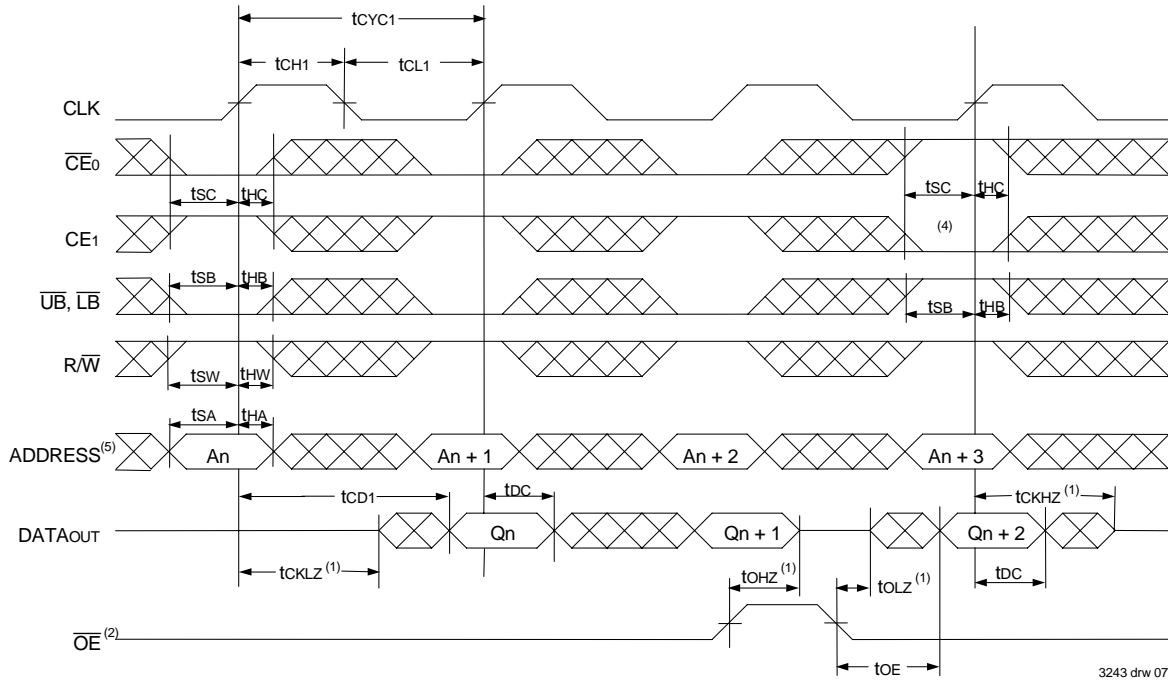 tCYC1
tCH1 tCL1
CLK
CE0
tSC tHC tSC tHC
CE1 (4)
tSB tHB
UB, LB
tSB tHB
R/W
tSW tHW
tSA tHA
ADDRESS(5) An An + 1 An + 2 An + 3
tCD1 tDC tCKHZ(1)
DATAOUT Qn Qn + 1 Qn + 2
tCKLZ(1) tOHZ(1) tOLZ(1) tDC
OE(2)
tOE
3243 drw 07